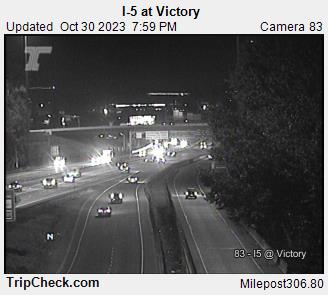 I-5 at Victory
Updated Oct 30 2023 7:59 PM Camera 83
N
83 - I5 @ Victory
TripCheck.com Milepost306.80